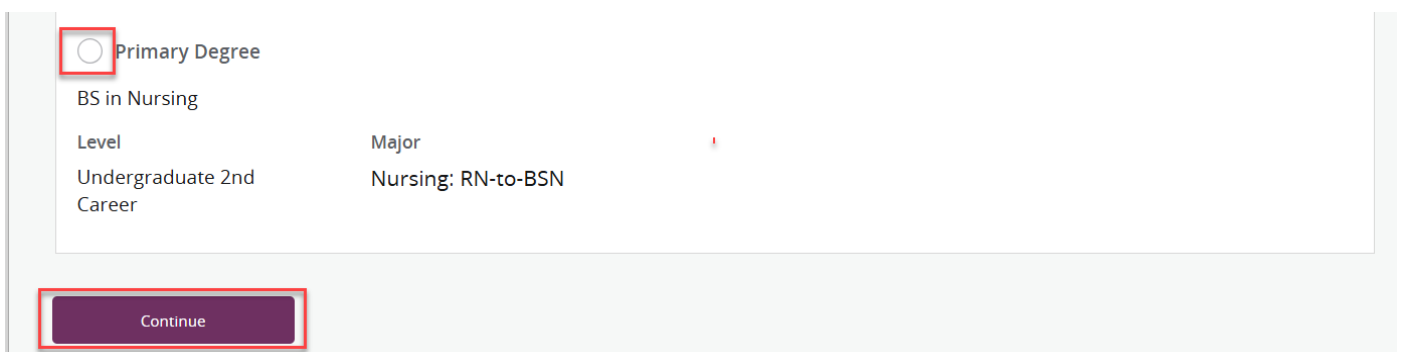 Primary Degree
BS in Nursing
Level
Major
Undergraduate 2nd
Career
Nursing: RN-to-BSN
Continue